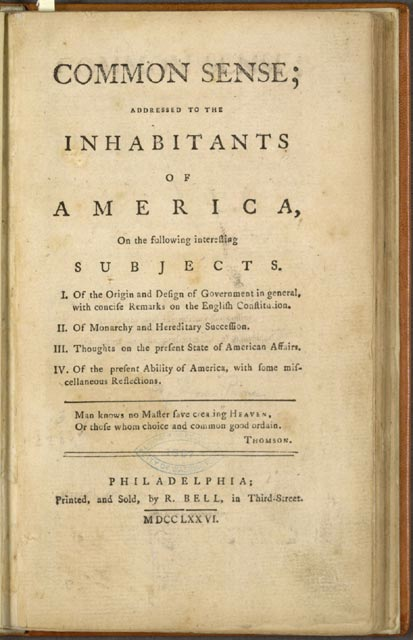 COMMON SENSE;
ADDRESSED TO THE
INHABITANTS
OF
AMERICA,
On the following intereſting
SUBJECTS.
I. Of the Origin and Deſign of Government in general,
with conciſe Remarks on the Engliſh Conſtitution.
II. Of Monarchy and Hereditary Succeſſion.
III. Thoughts on the preſent State of American Affairs.
IV. Of the preſent Ability of America, with ſome miſ-
cellaneous Reflections.
Man knows no Maſter ſave creating HEAVEN,
Or thoſe whom choice and common good ordain.
THOMSON.
PHILADELPHIA;
Printed, and Sold, by R. BELL, in Third-Street.
MDCCLXXVI.